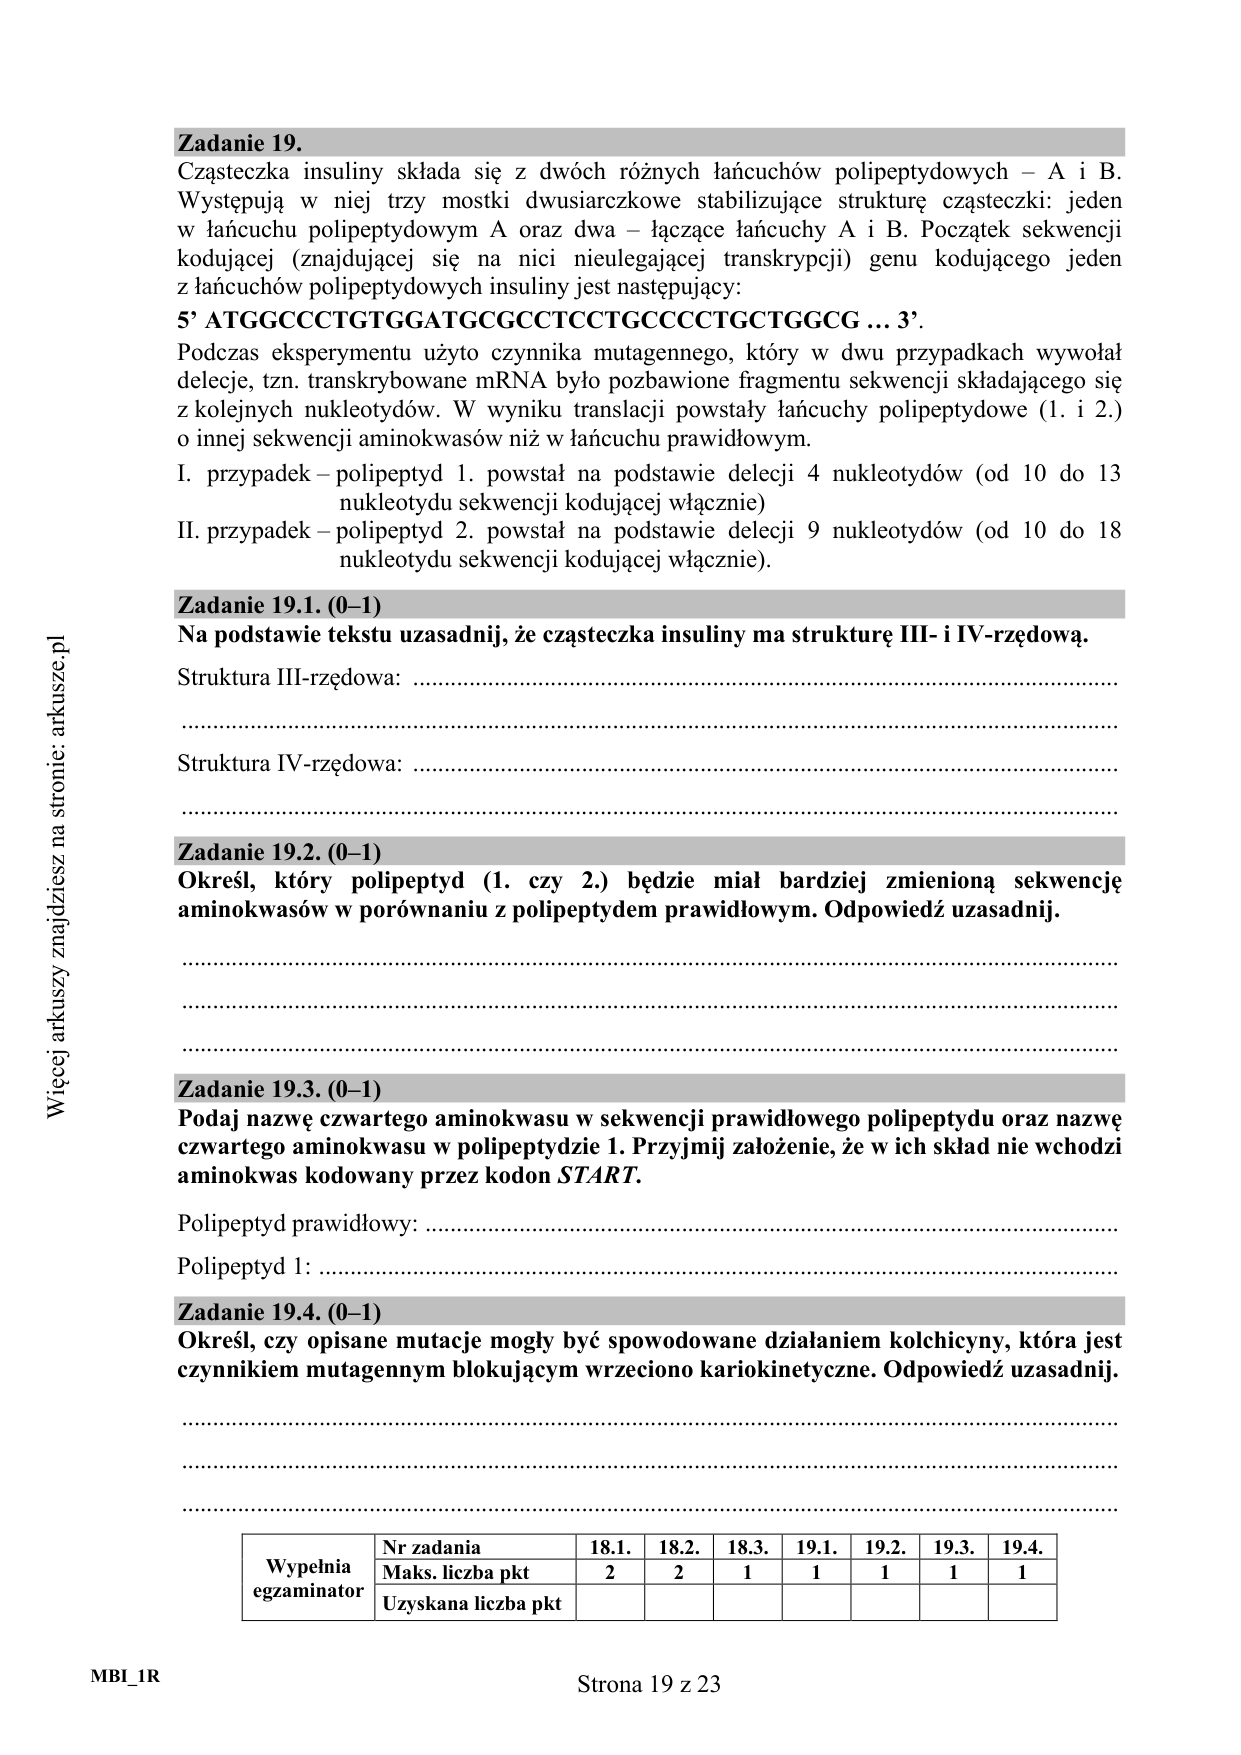 Zadanie 19.
Cząsteczka insuliny składa się z dwóch różnych łańcuchów polipeptydowych – A i B.
Występują w niej trzy mostki dwusiarczkowe stabilizujące strukturę cząsteczki: jeden
w łańcuchu polipeptydowym A oraz dwa – łączące łańcuchy A i B. Początek sekwencji
kodującej (znajdującej się na nici nieulegającej transkrypcji) genu kodującego jeden
z łańcuchów polipeptydowych insuliny jest następujący:
5’ ATGGCCCTGTGGATGCGCCTCCTGCCCCTGCTGGCG … 3’.
Podczas eksperymentu użyto czynnika mutagennego, który w dwu przypadkach wywołał
delecje, tzn. transkrybowane mRNA było pozbawione fragmentu sekwencji składającego się
z kolejnych nukleotydów. W wyniku translacji powstały łańcuchy polipeptydowe (1. i 2.)
o innej sekwencji aminokwasów niż w łańcuchu prawidłowym.
I. przypadek – polipeptyd 1. powstał na podstawie delecji 4 nukleotydów (od 10 do 13
nukleotydu sekwencji kodującej włącznie)
II. przypadek – polipeptyd 2. powstał na podstawie delecji 9 nukleotydów (od 10 do 18
nukleotydu sekwencji kodującej włącznie).
Zadanie 19.1. (0–1)
Na podstawie tekstu uzasadnij, że cząsteczka insuliny ma strukturę III- i IV-rzędową.
Struktura III-rzędowa: ..................................................................................................................
........................................................................................................................................................
Struktura IV-rzędowa: ..................................................................................................................
........................................................................................................................................................
Zadanie 19.2. (0–1)
Określ, który polipeptyd (1. czy 2.) będzie miał bardziej zmienioną sekwencję
aminokwasów w porównaniu z polipeptydem prawidłowym. Odpowiedź uzasadnij.
........................................................................................................................................................
........................................................................................................................................................
........................................................................................................................................................
Zadanie 19.3. (0–1)
Podaj nazwę czwartego aminokwasu w sekwencji prawidłowego polipeptydu oraz nazwę
czwartego aminokwasu w polipeptydzie 1. Przyjmij założenie, że w ich skład nie wchodzi
aminokwas kodowany przez kodon START.
Polipeptyd prawidłowy: ................................................................................................................
Polipeptyd 1: .................................................................................................................................
Zadanie 19.4. (0–1)
Określ, czy opisane mutacje mogły być spowodowane działaniem kolchicyny, która jest
czynnikiem mutagennym blokującym wrzeciono kariokinetyczne. Odpowiedź uzasadnij.
........................................................................................................................................................
........................................................................................................................................................
........................................................................................................................................................
Wypełnia egzaminator
Nr zadania 18.1. 18.2. 18.3. 19.1. 19.2. 19.3. 19.4.
Maks. liczba pkt 2 2 1 1 1 1 1
Uzyskana liczba pkt
MBI_1R
Strona 19 z 23
Więcej arkuszy znajdziesz na stronie: arkusze.pl